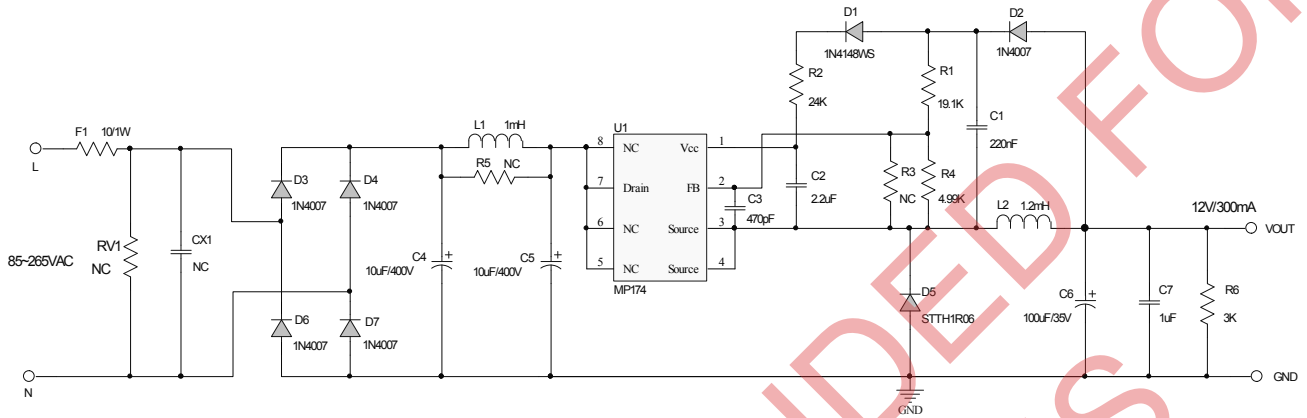 D1
1N4148WS
D2
1N4007
R2
24K
R1
19.1K
C1
220nF
F1 10/1W
L
L1 1mH
R5 NC
U1
8 NC Vcc 1
7 Drain FB 2
6 NC Source 3
5 NC Source 4
MP174
C2
2.2uF
C3
470pF
R3
NC
R4
4.99K
L2 1.2mH
12V/300mA
VOUT
D3
1N4007
D4
1N4007
85~265VAC
RV1
NC
CX1
NC
C4
10uF/400V
C5
10uF/400V
D5
STTH1R06
C6
100uF/35V
C7
1uF
R6
3K
D6
1N4007
D7
1N4007
N
GND
GND
NDED FOR